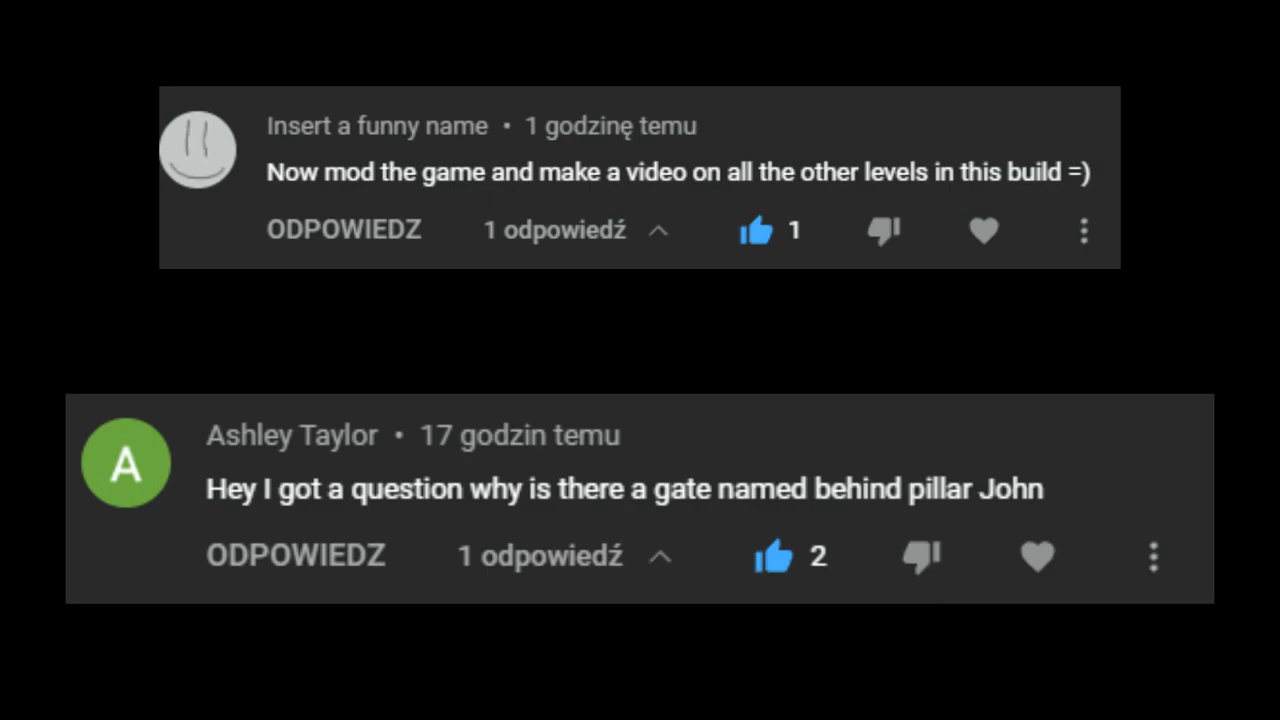 Insert a funny name • 1 godzinę temu
Now mod the game and make a video on all the other levels in this build =)
ODPOWIEDZ 1 odpowiedź 1
A
Ashley Taylor • 17 godzin temu
Hey I got a question why is there a gate named behind pillar John
ODPOWIEDZ 1 odpowiedź 2